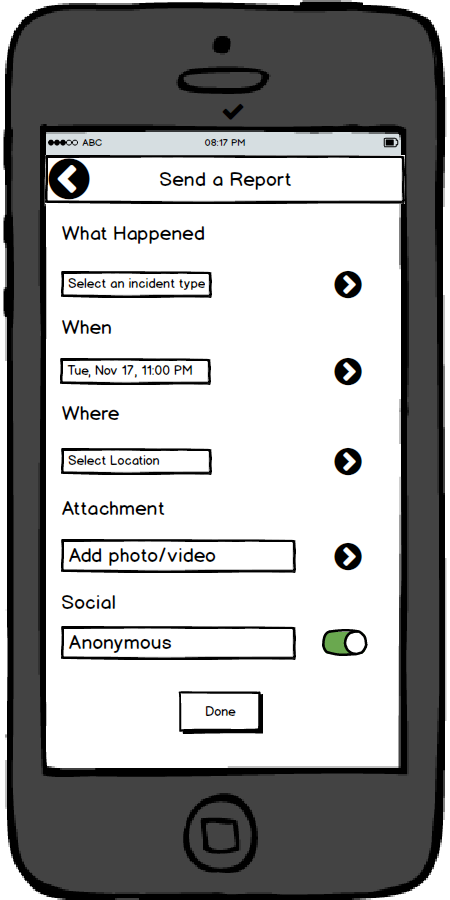 ABC 08:17 PM
Send a Report
What Happened
Select an incident type
When
Tue, Nov 17, 11:00 PM
Where
Select Location
Attachment
Add photo/video
Social
Anonymous
Done